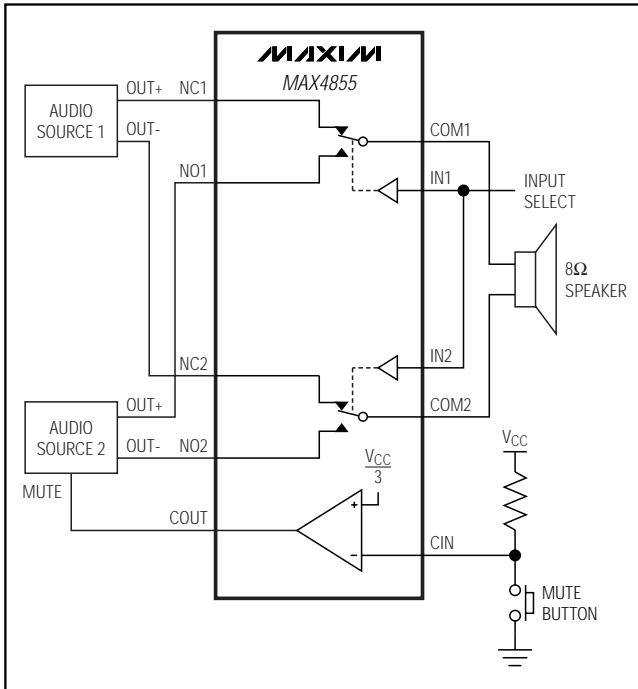 MAXIM
MAX4855
AUDIO
SOURCE 1
OUT+
OUT-
NC1
NO1
COM1
IN1
INPUT
SELECT
8Ω
SPEAKER
IN2
COM2
NC2
NO2
AUDIO
SOURCE 2
OUT+
OUT-
MUTE
COUT
VCC
3
+
-
CIN
VCC
MUTE
BUTTON